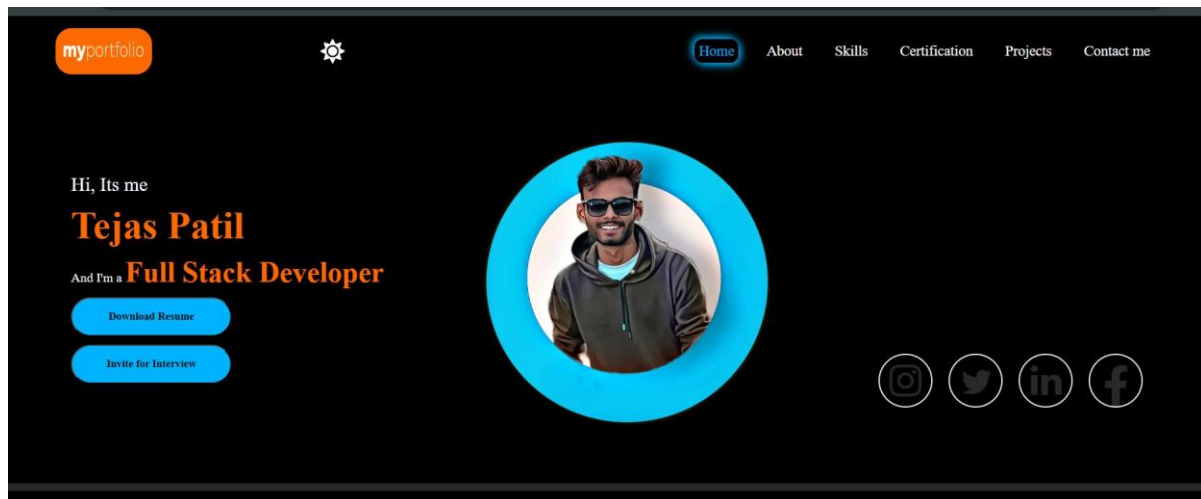 myportfolio
Home About Skills Certification Projects Contact me
Hi, Its me
Tejas Patil
And I'm a Full Stack Developer
Download Resume
Invite for Interview
in
f